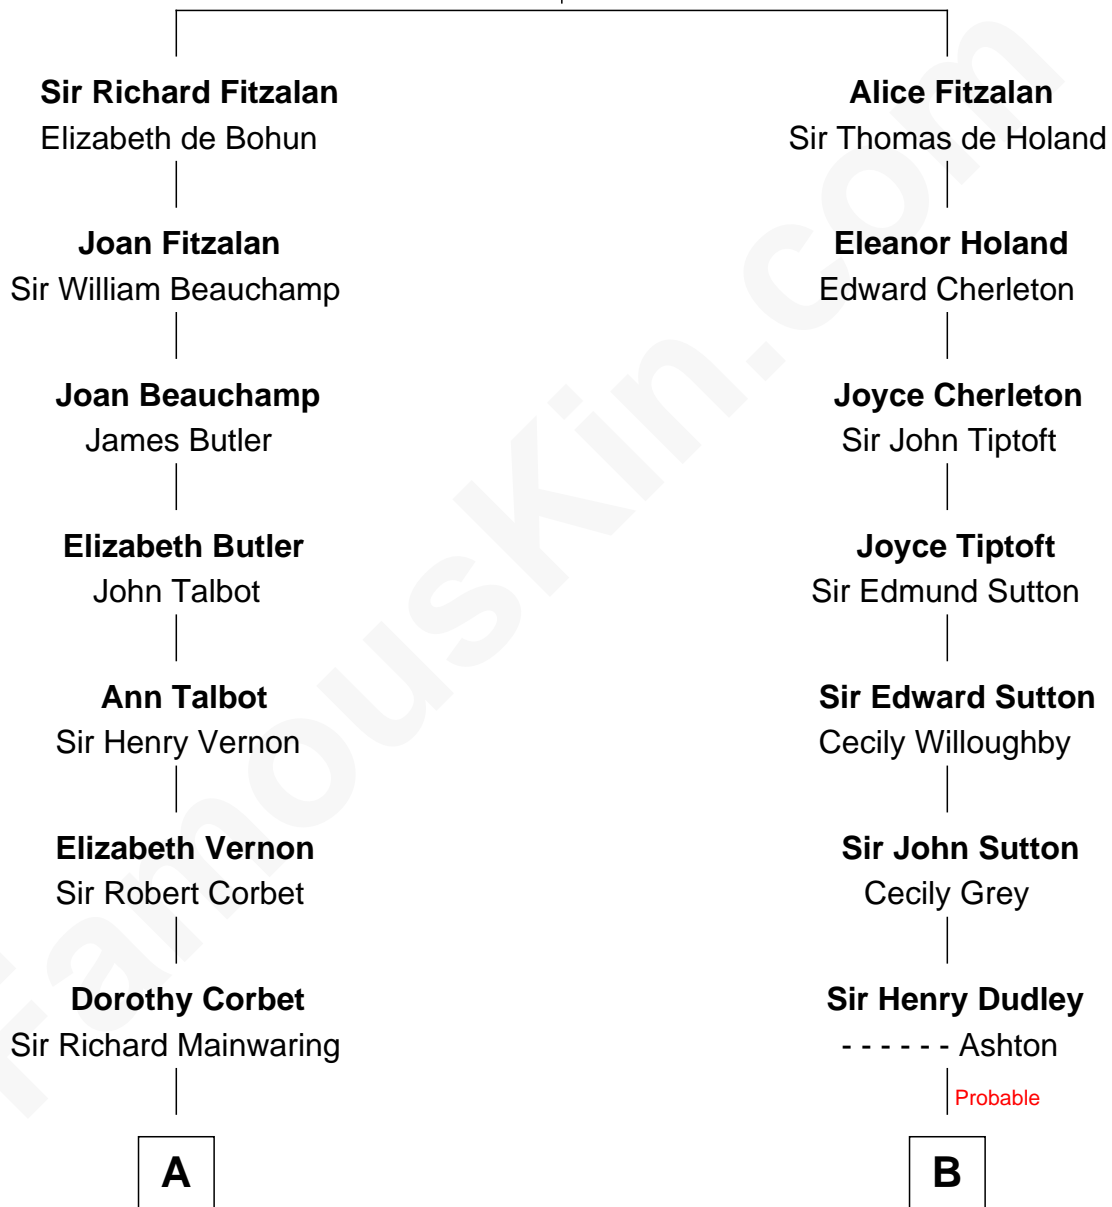 Sir Richard Fitzalan
Elizabeth de Bohun
Joan Fitzalan
Sir William Beauchamp
Joan Beauchamp
James Butler
Elizabeth Butler
John Talbot
Ann Talbot
Sir Henry Vernon
Elizabeth Vernon
Sir Robert Corbet
Dorothy Corbet
Sir Richard Mainwaring
A
Alice Fitzalan
Sir Thomas de Holand
Eleanor Holand
Edward Cherleton
Joyce Cherleton
Sir John Tiptoft
Joyce Tiptoft
Sir Edmund Sutton
Sir Edward Sutton
Cecily Willoughby
Sir John Sutton
Cecily Grey
Sir Henry Dudley
- - - - - - Ashton
Probable
B
FamousKin.com